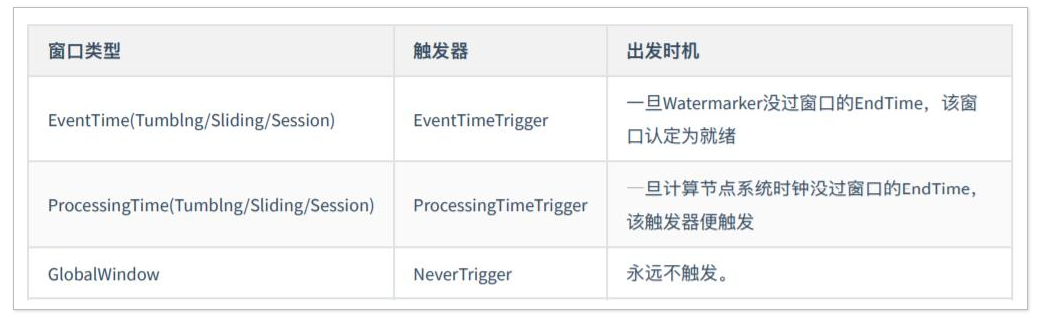 窗口类型 触发器 出发时机
EventTime(Tumblng/Sliding/Session) EventTimeTrigger 一旦Watermarker没过窗口的EndTime，该窗
口认定为就绪
ProcessingTime(Tumblng/Sliding/Session) ProcessingTimeTrigger 一旦计算节点系统时钟没过窗口的EndTime，
该触发器便触发
GlobalWindow NeverTrigger 永远不触发。